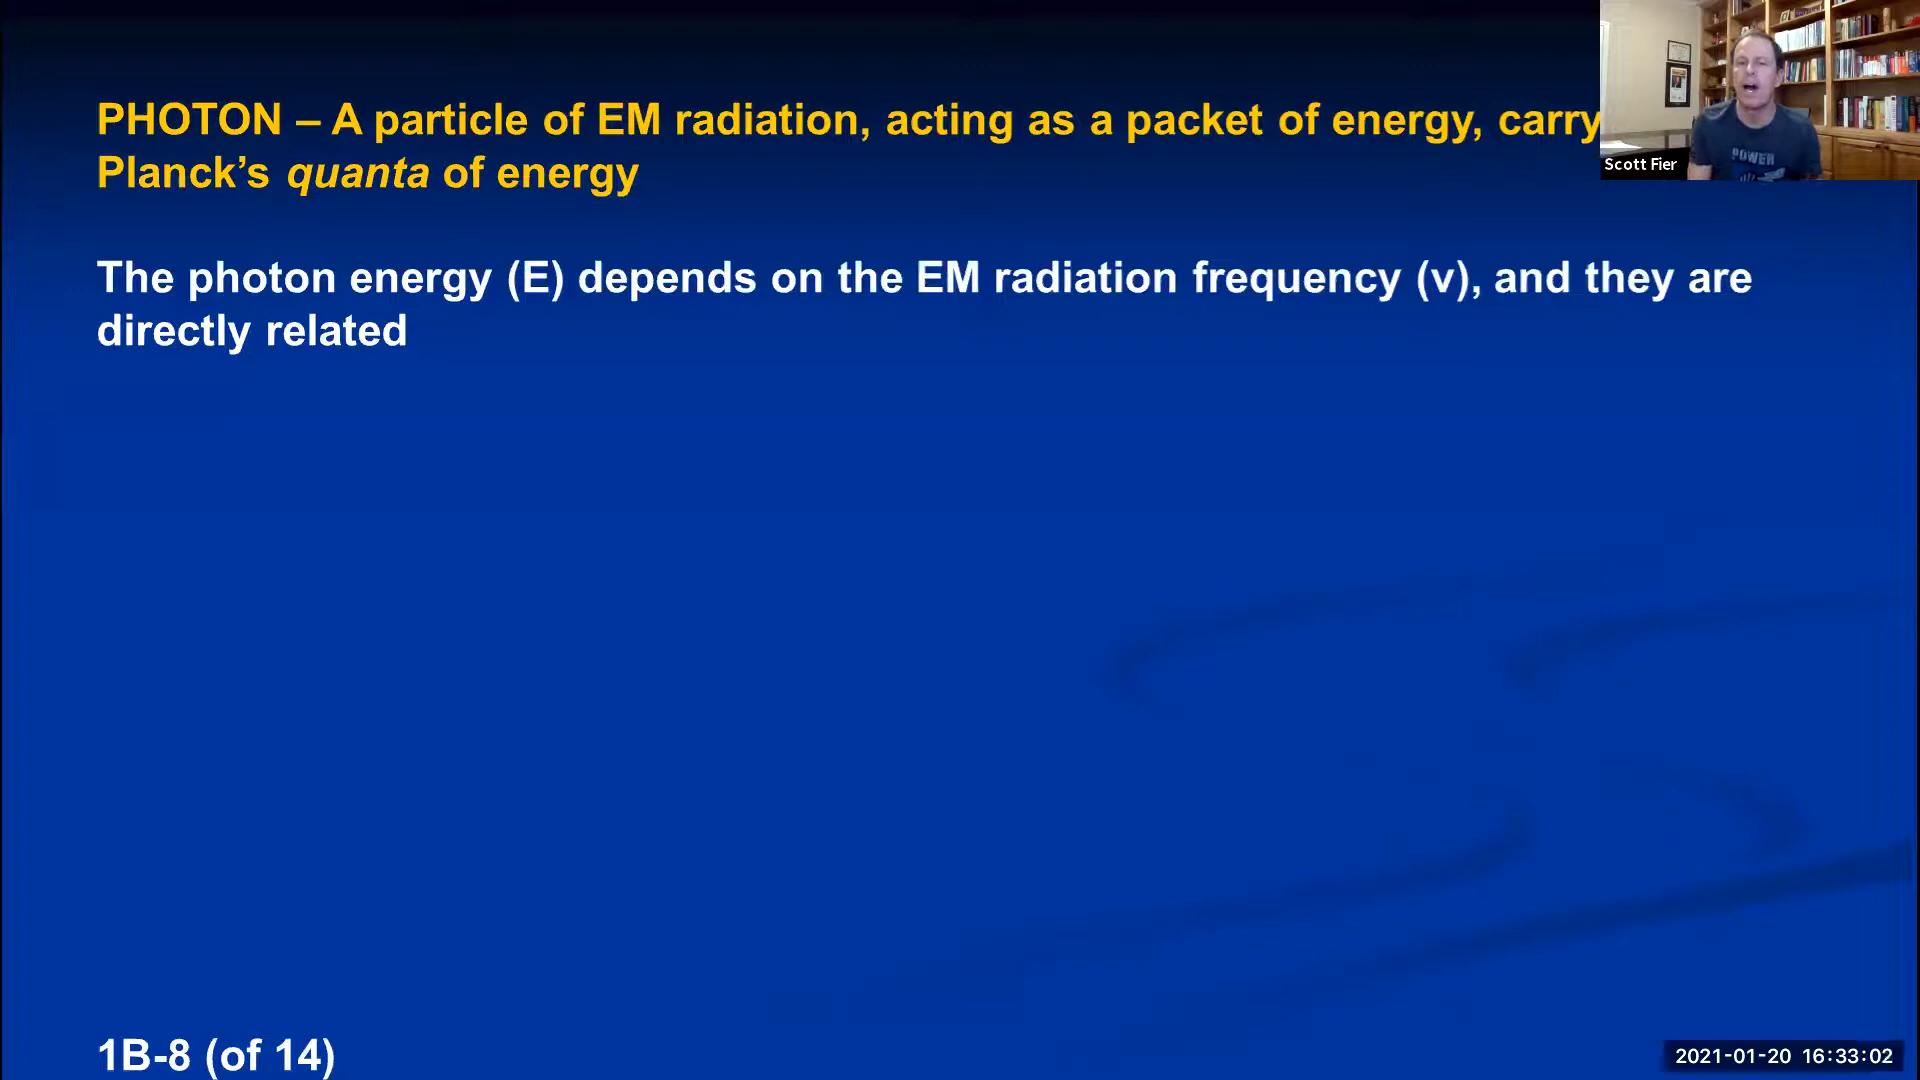 PHOTON – A particle of EM radiation, acting as a packet of energy, carry
Planck’s quanta of energy
Scott Fier
POWER
The photon energy (E) depends on the EM radiation frequency (v), and they are
directly related
1B-8 (of 14)
2021-01-20 16:33:02